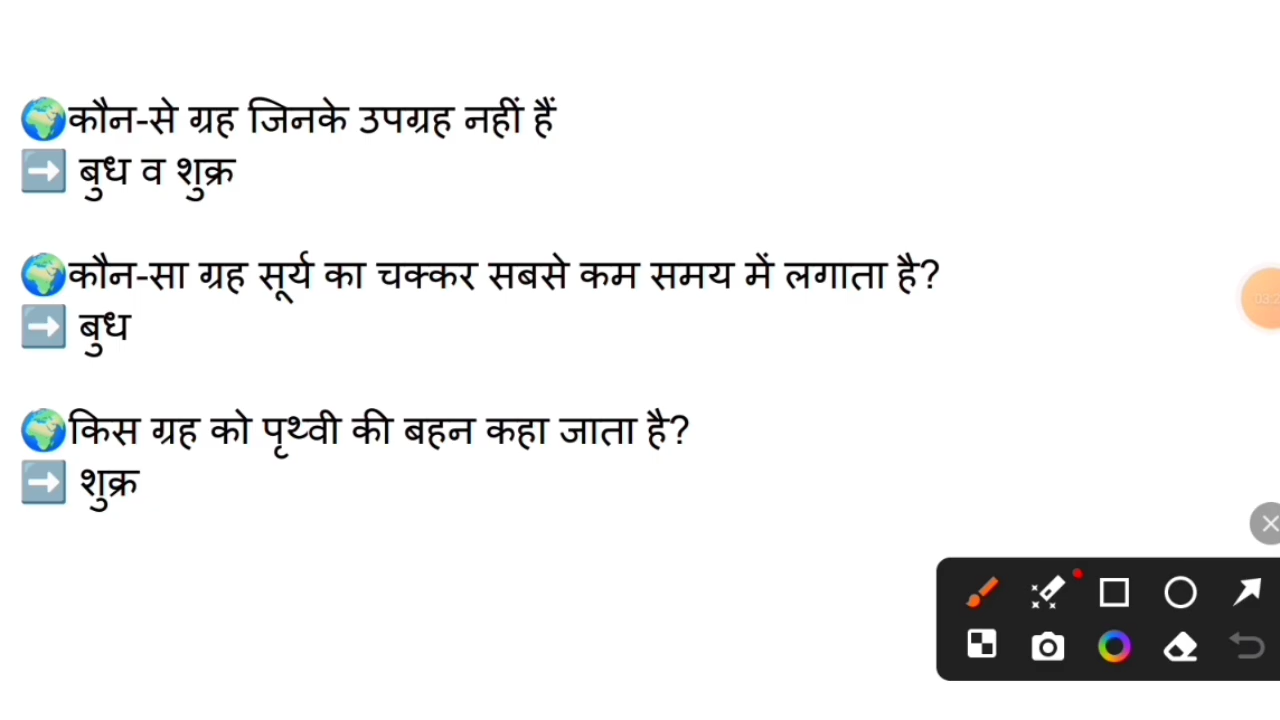 🌍कौन-से ग्रह जिनके उपग्रह नहीं हैं
➡️ बुध व शुक्र
🌍कौन-सा ग्रह सूर्य का चक्कर सबसे कम समय में लगाता है?
➡️ बुध
🌍किस ग्रह को पृथ्वी की बहन कहा जाता है?
➡️ शुक्र